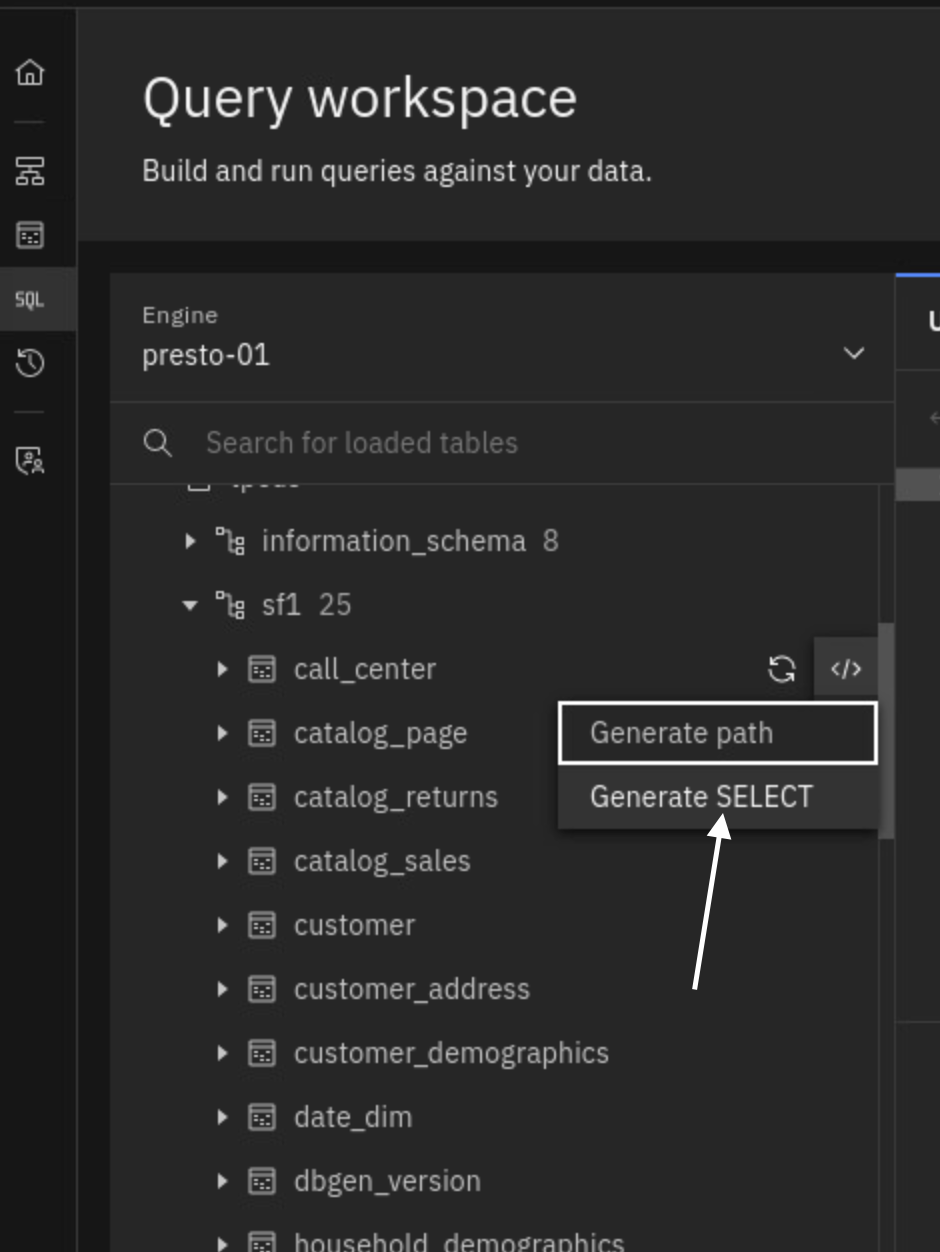 Query workspace
Build and run queries against your data.
SQL
Engine
presto-01
Search for loaded tables
information_schema 8
sf1 25
call_center
</>
catalog_page
Generate path
catalog_returns
Generate SELECT
catalog_sales
customer
customer_address
customer_demographics
date_dim
dbgen_version
household_demographics